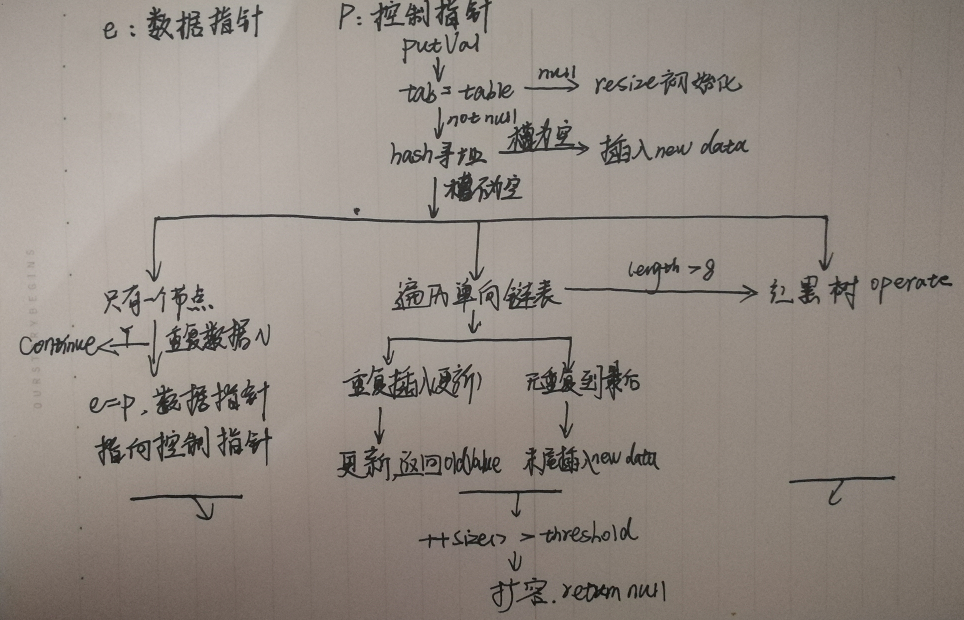 e：数据指针
P：控制指针
putVal
tab = table
null
resize初始化
not null
hash寻址
槽为空
插入new data
槽不为空
只有一个节点
Continue
Y
重复数据N
e=p，数据指针
指向控制指针
遍历单向链表
length > 8
红黑树 operate
重复插入(更新)
无重复到最后
更新,返回oldValue
末尾插入new data
++size() > threshold
扩容. return null